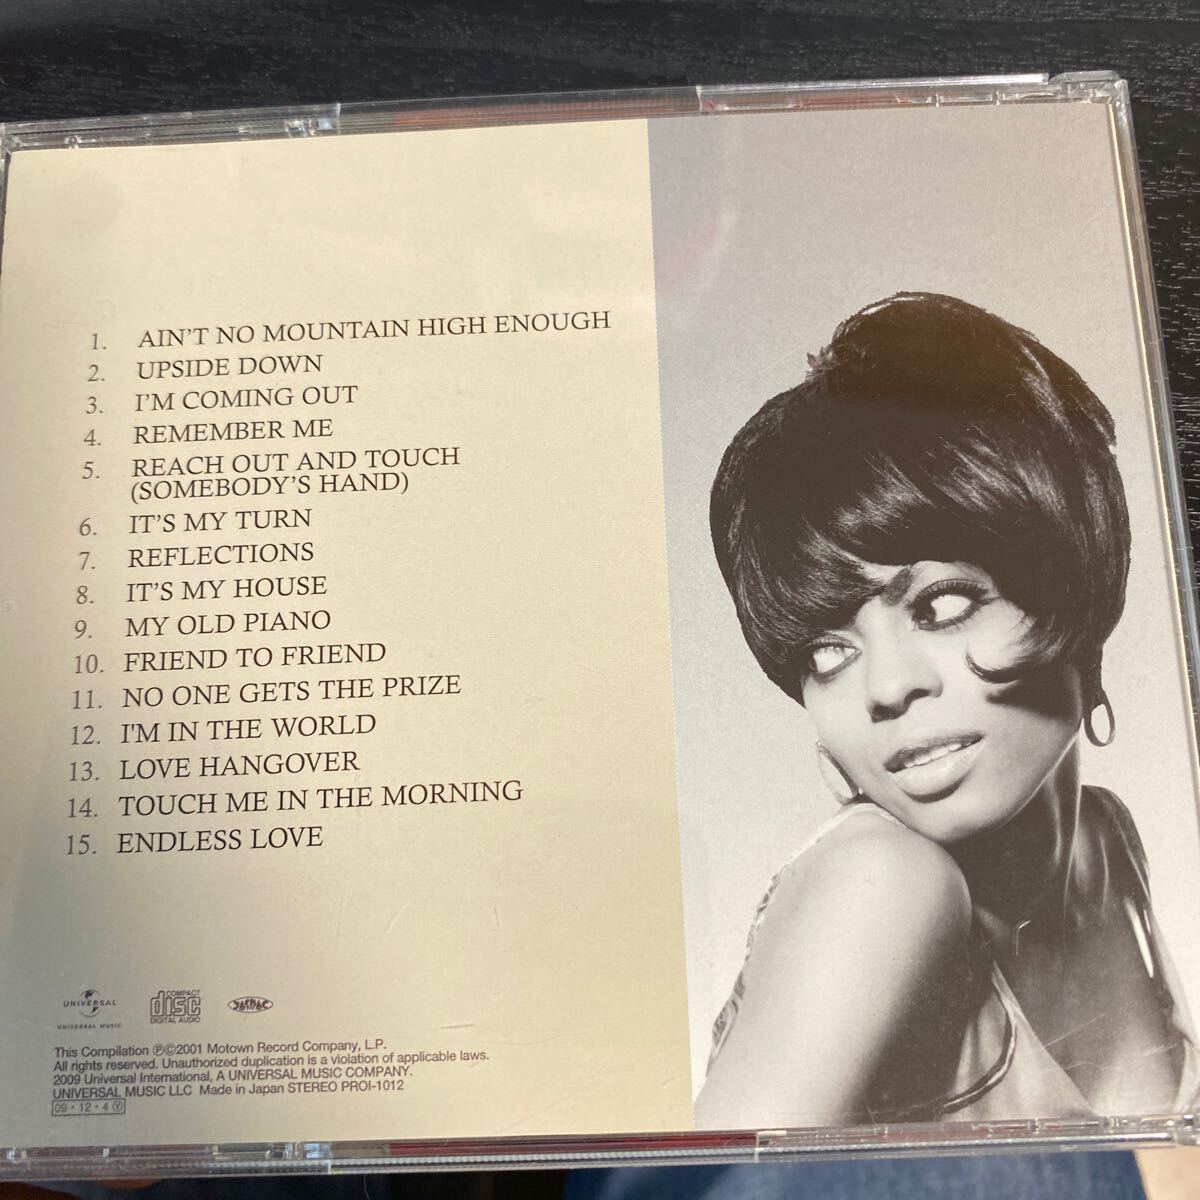 1. AIN'T NO MOUNTAIN HIGH ENOUGH
2. UPSIDE DOWN
3. I'M COMING OUT
4. REMEMBER ME
5. REACH OUT AND TOUCH
(SOMEBODY'S HAND)
6. IT'S MY TURN
7. REFLECTIONS
8. IT'S MY HOUSE
9. MY OLD PIANO
10. FRIEND TO FRIEND
11. NO ONE GETS THE PRIZE
12. I'M IN THE WORLD
13. LOVE HANGOVER
14. TOUCH ME IN THE MORNING
15. ENDLESS LOVE
UNIVERSAL
UNIVERSAL MUSIC
COMPACT
disc
DIGITAL AUDIO
JASRAC
This Compilation ℗©2001 Motown Record Company, L.P.
All rights reserved. Unauthorized duplication is a violation of applicable laws.
2009 Universal International, A UNIVERSAL MUSIC COMPANY.
UNIVERSAL MUSIC LLC Made in Japan STEREO PROI-1012
09・12・4 Ⓨ